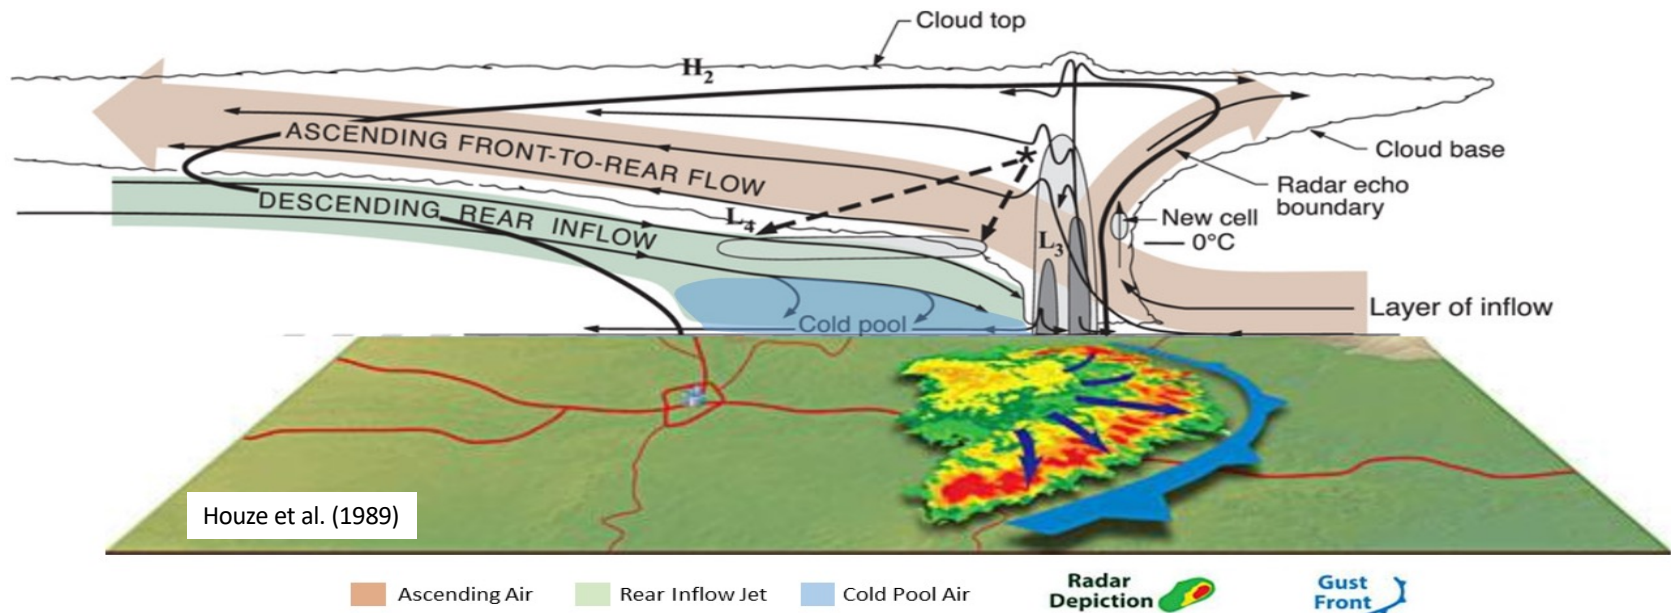 Cloud top
H2
Cloud base
ASCENDING FRONT-TO-REAR FLOW
Radar echo
boundary
DESCENDING REAR INFLOW
L4
New cell
0°C
L3
Layer of inflow
Cold pool
Houze et al. (1989)
Ascending Air
Rear Inflow Jet
Cold Pool Air
Radar
Depiction
Gust
Front